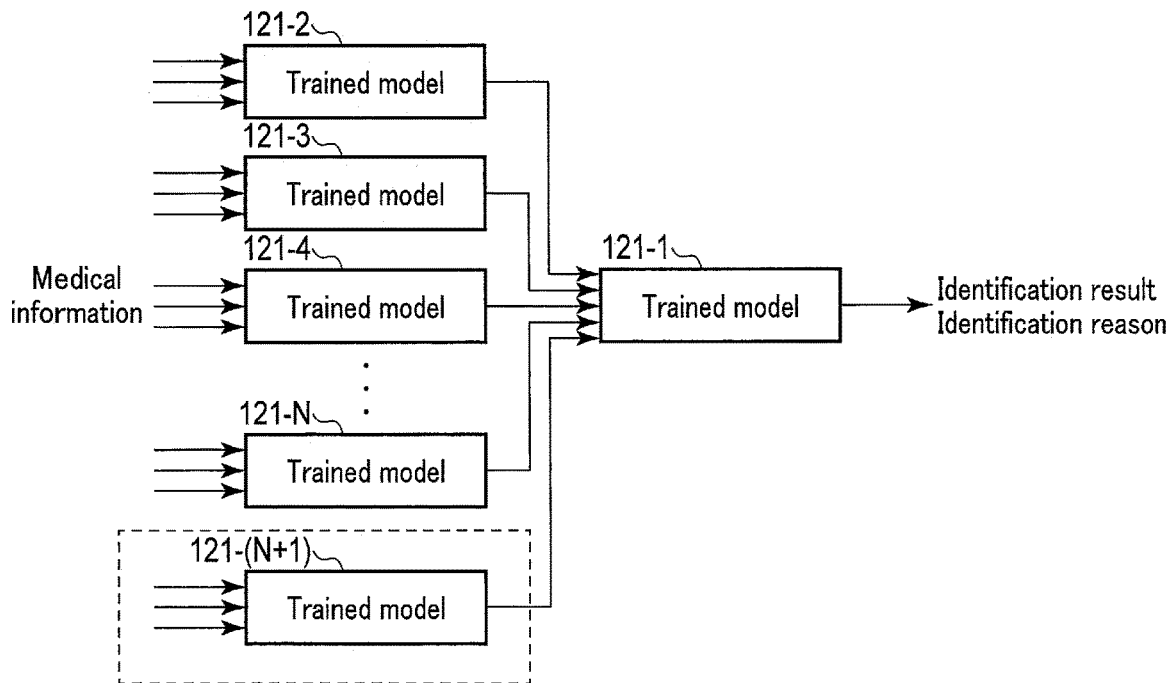 121-2
Trained model
121-3
Trained model
121-4
Trained model
Medical
information
121-1
Trained model
Identification result
Identification reason
121-N
Trained model
121-(N+1)
Trained model